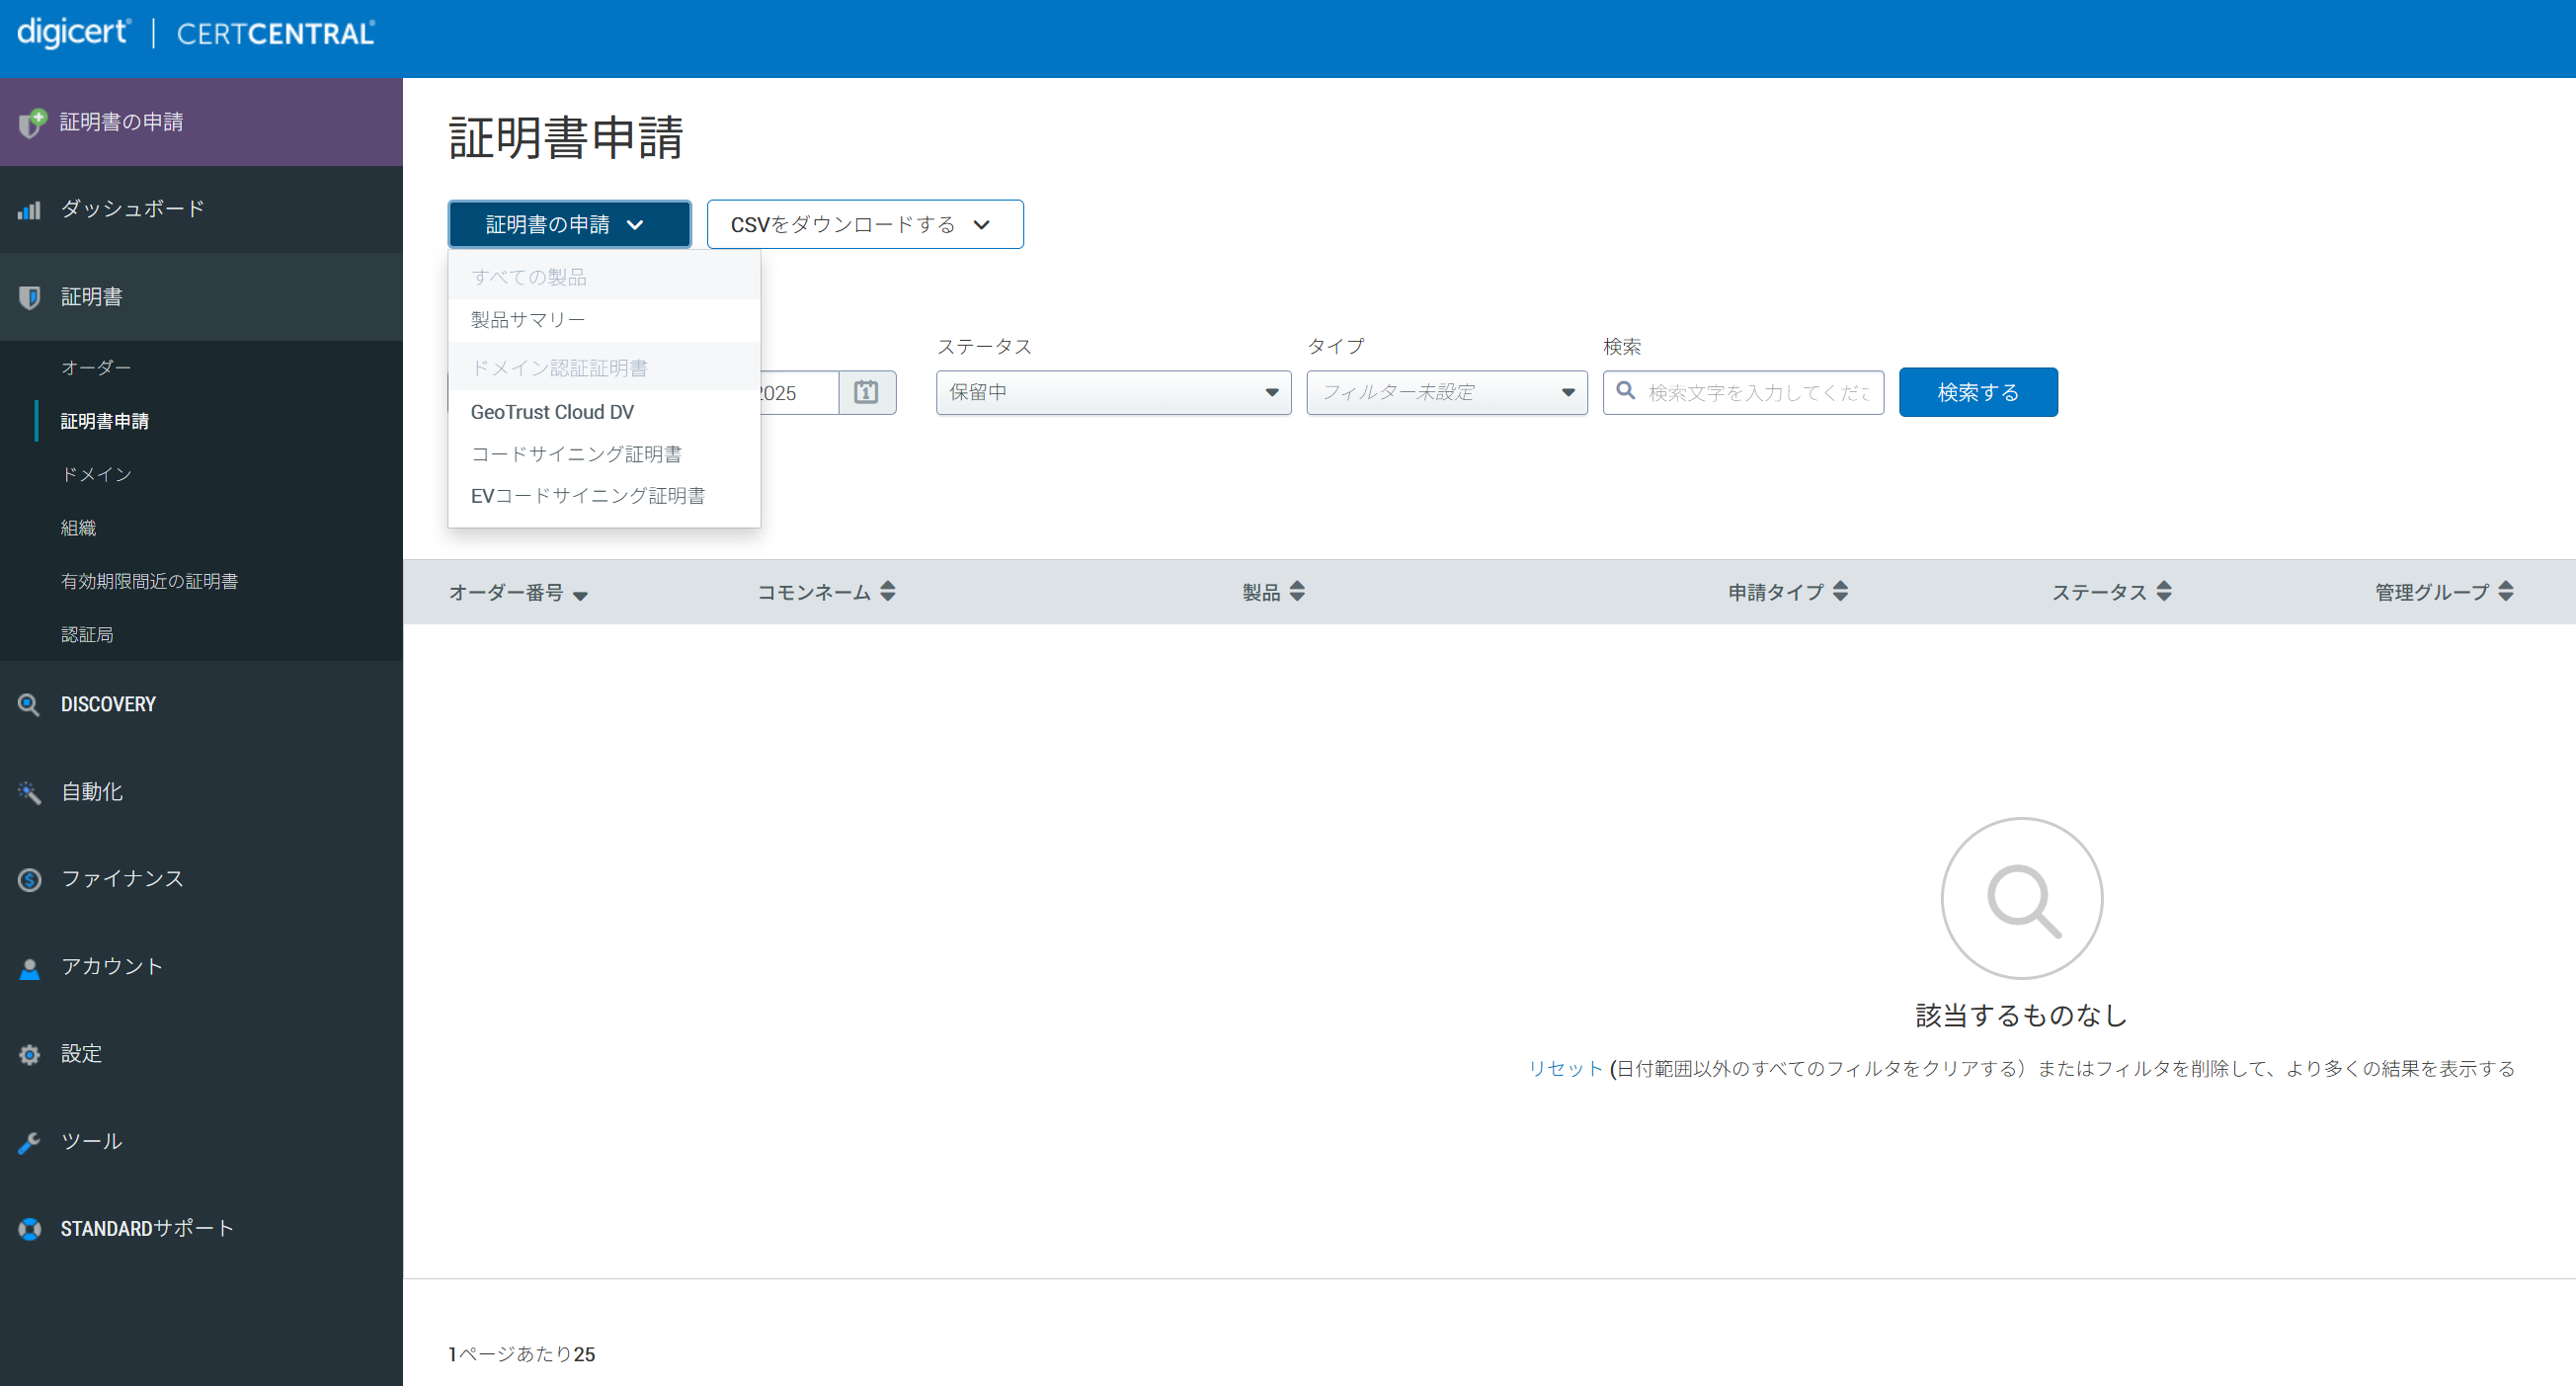 digicert® | CERTCENTRAL®
証明書の申請
ダッシュボード
証明書
オーダー
証明書申請
ドメイン
組織
有効期限間近の証明書
認証局
DISCOVERY
自動化
ファイナンス
アカウント
設定
ツール
STANDARDサポート
証明書申請
証明書の申請
CSVをダウンロードする
すべての製品
製品サマリー
ドメイン認証証明書
GeoTrust Cloud DV
コードサイニング証明書
EVコードサイニング証明書
2025
ステータス
保留中
タイプ
フィルター未設定
検索
検索文字を入力してくださ
検索する
オーダー番号 コモンネーム 製品 申請タイプ ステータス 管理グループ
該当するものなし
リセット (日付範囲以外のすべてのフィルタをクリアする）またはフィルタを削除して、より多くの結果を表示する
1ページあたり25